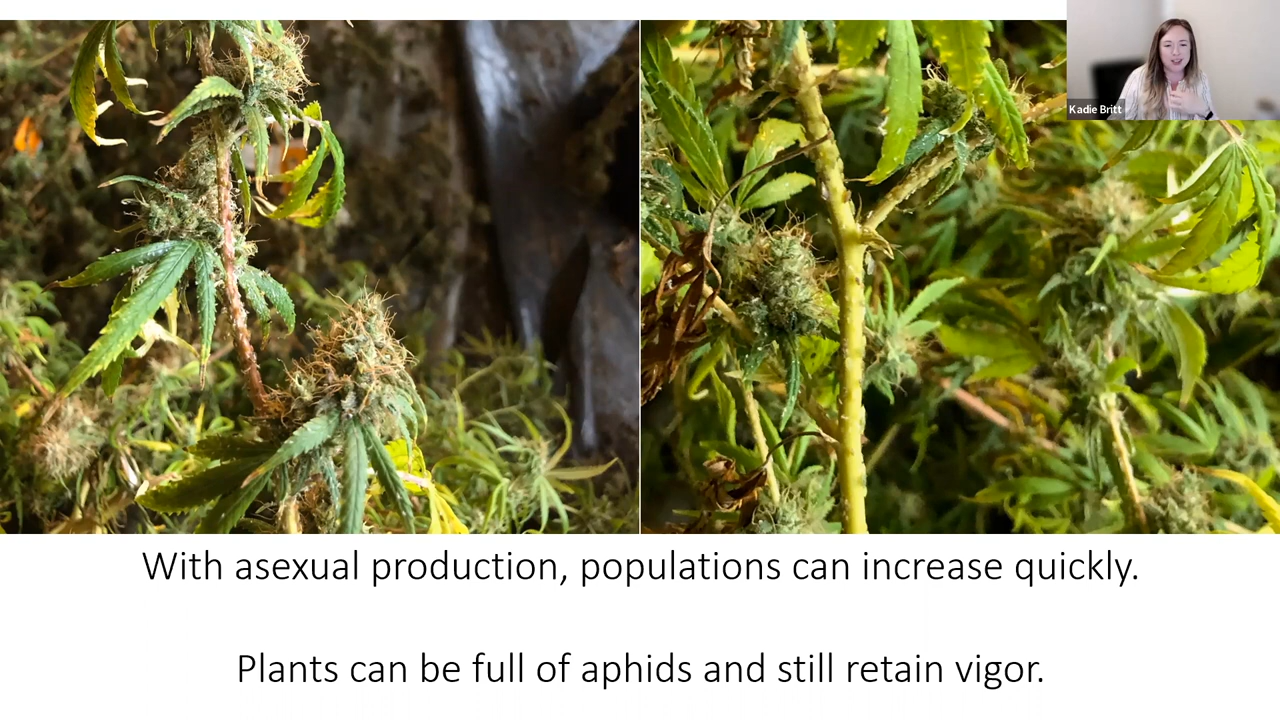 Kadie Britt
With asexual production, populations can increase quickly.
Plants can be full of aphids and still retain vigor.